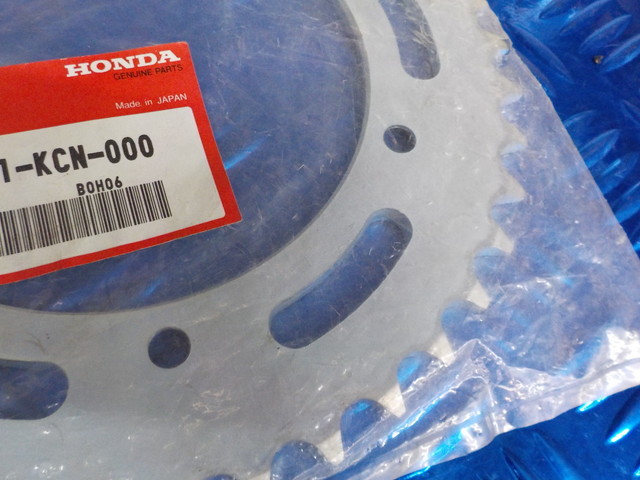 HONDA
GENUINE PARTS
Made in JAPAN
1-KCN-000
B0H06